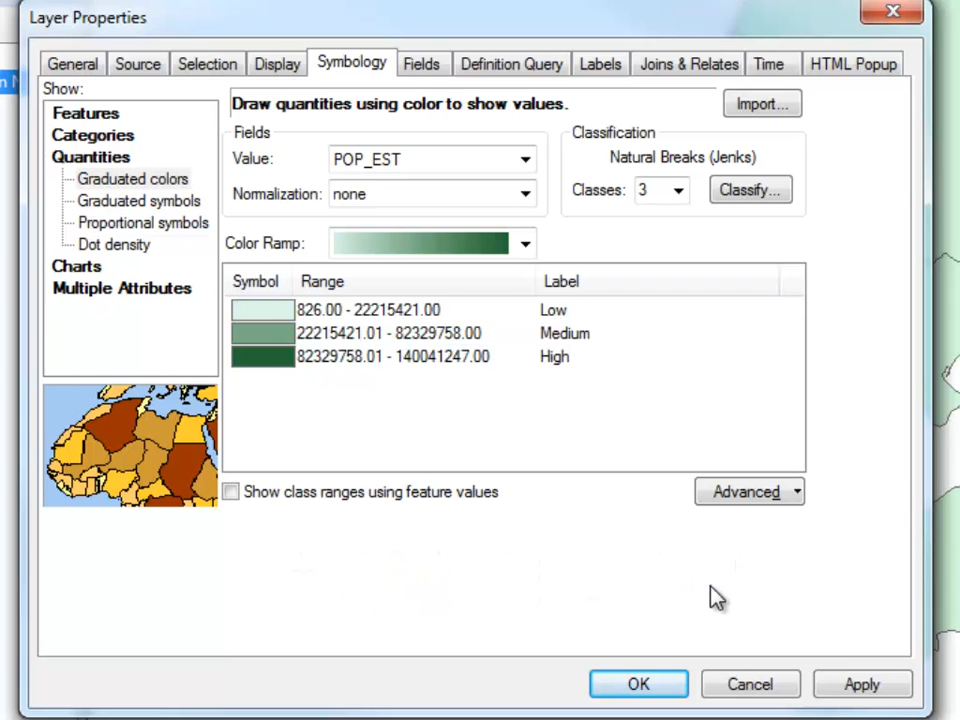 Layer Properties
General Source Selection Display Symbology Fields Definition Query Labels Joins & Relates Time HTML Popup
Show:
Features
Categories
Quantities
Graduated colors
Graduated symbols
Proportional symbols
Dot density
Charts
Multiple Attributes
Draw quantities using color to show values.
Import...
Fields
Value: POP_EST
Normalization: none
Classification
Natural Breaks (Jenks)
Classes: 3 Classify...
Color Ramp:
Symbol Range Label
826.00 - 22215421.00 Low
22215421.01 - 82329758.00 Medium
82329758.01 - 140041247.00 High
Show class ranges using feature values
Advanced
OK Cancel Apply